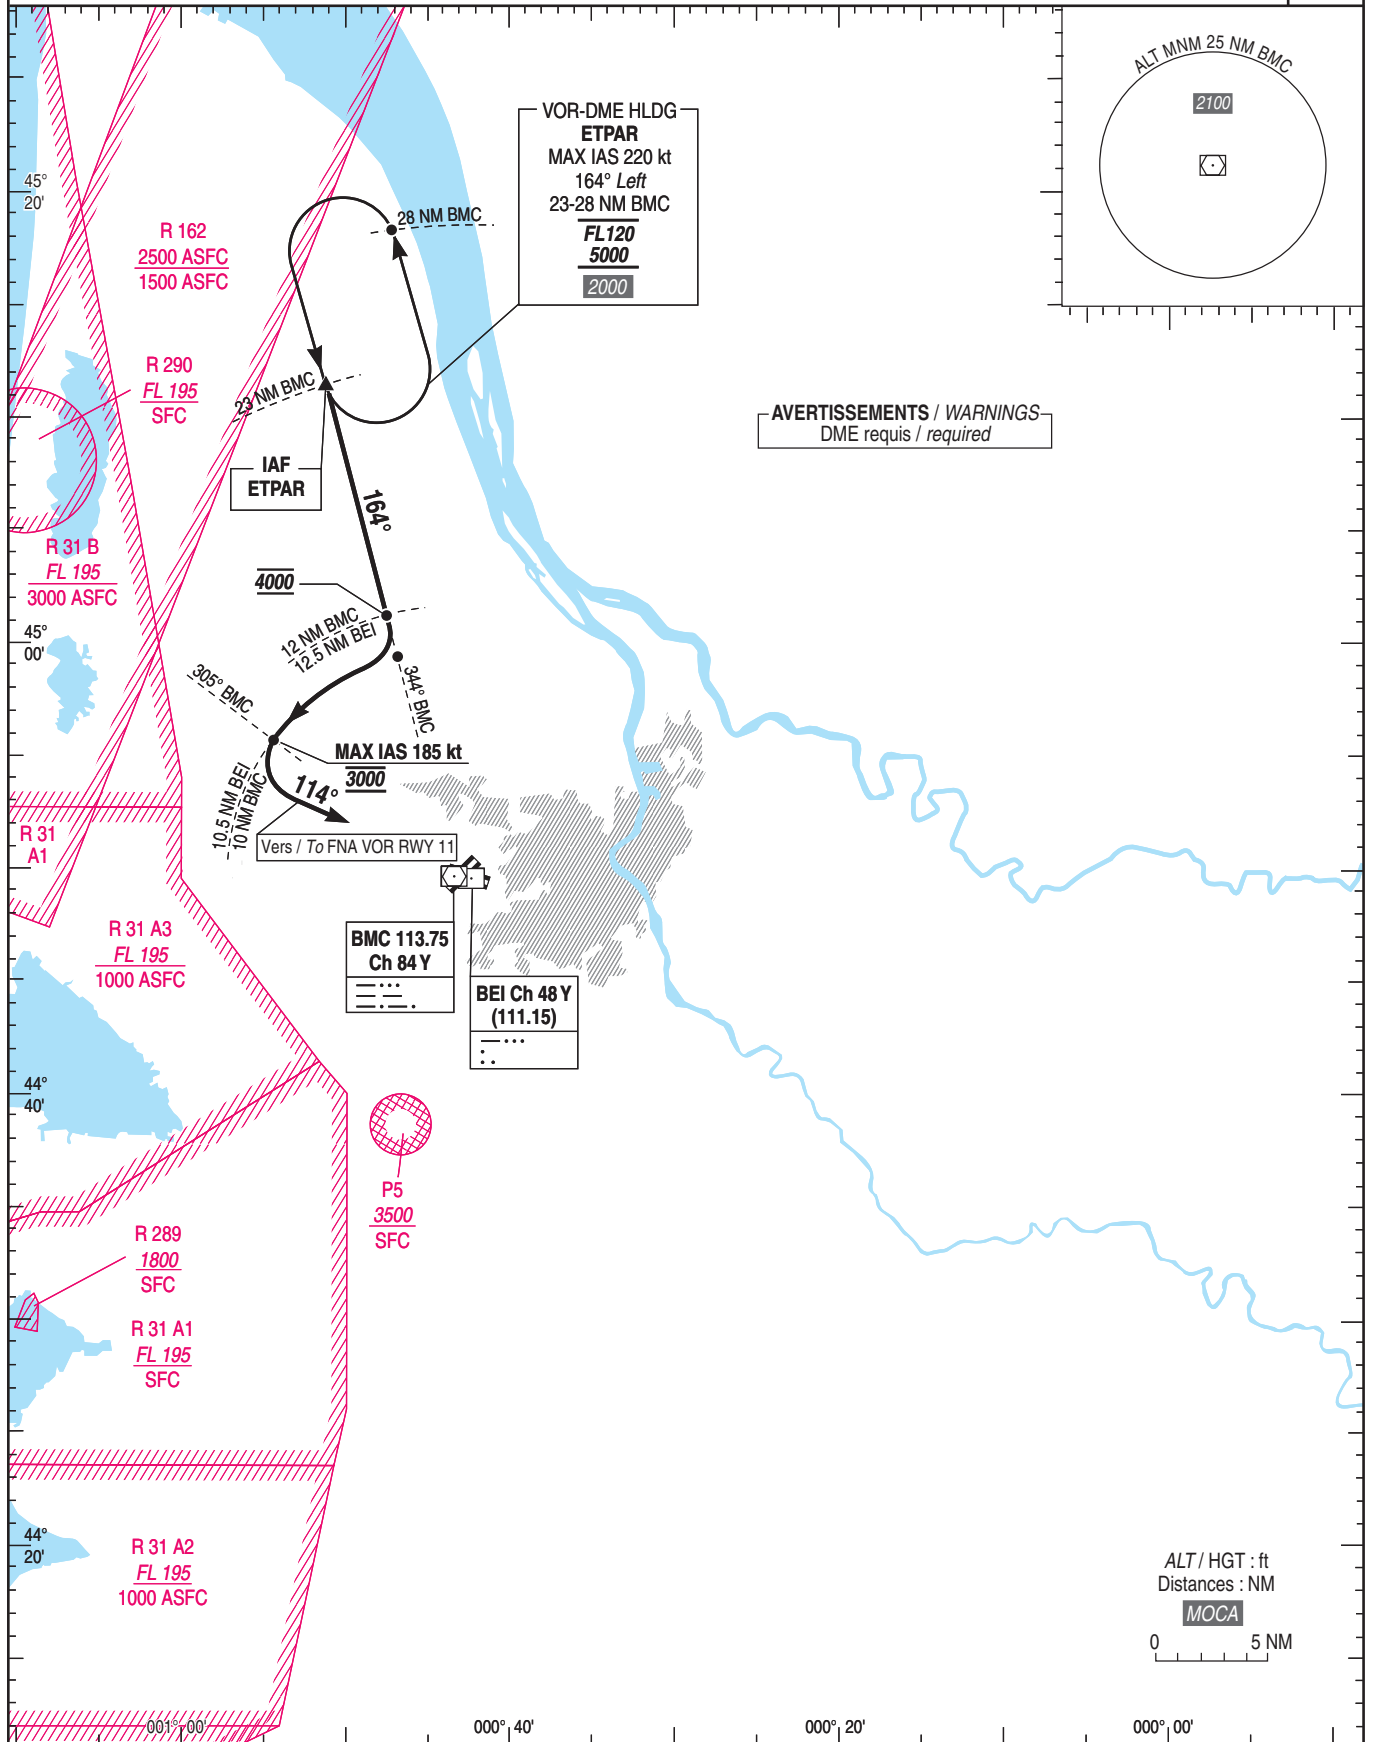 ALT MNM 25 NM BMC
2100
VOR-DME HLDG
ETPAR
MAX IAS 220 kt
164° Left
23-28 NM BMC
FL120
5000
2000
45°
20'
28 NM BMC
R 162
2500 ASFC
1500 ASFC
R 290
FL 195
SFC
23 NM BMC
AVERTISSEMENTS / WARNINGS
DME requis / required
IAF
ETPAR
164°
R 31 B
FL 195
3000 ASFC
4000
12 NM BMC
12.5 NM BEI
45°
00'
305° BMC
344° BMC
MAX IAS 185 kt
3000
114°
10.5 NM BEI
10 NM BMC
Vers / To FNA VOR RWY 11
R 31
A1
R 31 A3
FL 195
1000 ASFC
BMC 113.75
Ch 84 Y
BEI Ch 48 Y
(111.15)
44°
40'
P5
3500
SFC
R 289
1800
SFC
R 31 A1
FL 195
SFC
44°
20'
R 31 A2
FL 195
1000 ASFC
ALT / HGT : ft
Distances : NM
MOCA
0 5 NM
001° 00'
000° 40'
000° 20'
000° 00'